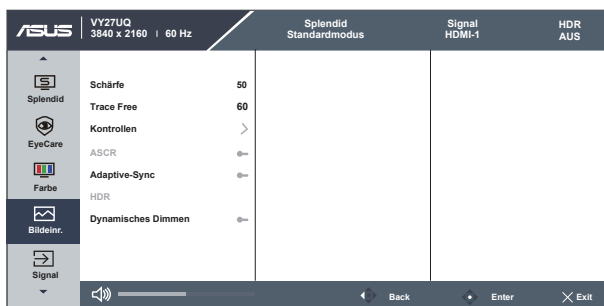 ASUS
VY27UQ
3840 x 2160 | 60 Hz
Splendid
Standardmodus
Signal
HDMI-1
HDR
AUS
Splendid
EyeCare
Farbe
Bildeinr.
Signal
Schärfe 50
Trace Free 60
Kontrollen
ASCR
Adaptive-Sync
HDR
Dynamisches Dimmen
Back
Enter
Exit